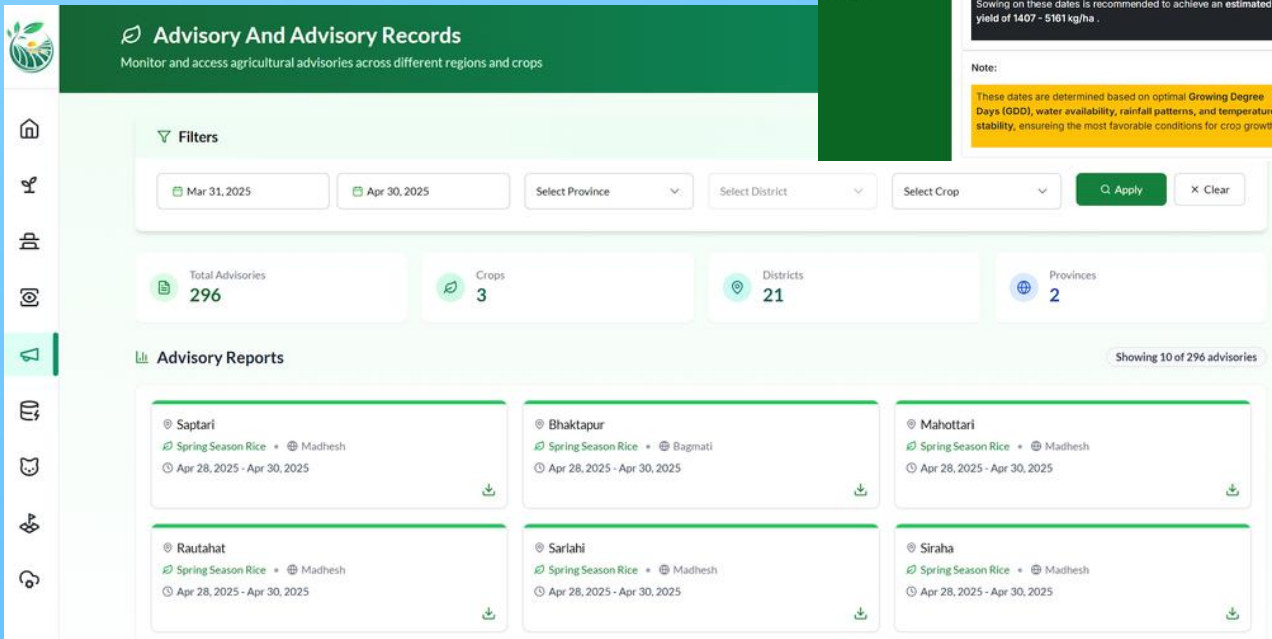 Advisory And Advisory Records
Monitor and access agricultural advisories across different regions and crops
Sowing on these dates is recommended to achieve an estimated
yield of 1407 - 5161 kg/ha .
Note:
These dates are determined based on optimal Growing Degree
Days (GDD), water availability, rainfall patterns, and temperature
stability, ensureing the most favorable conditions for crop growth
Filters
Mar 31, 2025
Apr 30, 2025
Select Province
Select District
Select Crop
Apply
Clear
Total Advisories
296
Crops
3
Districts
21
Provinces
2
Advisory Reports
Showing 10 of 296 advisories
Saptari
Spring Season Rice • Madhesh
Apr 28, 2025 - Apr 30, 2025
Bhaktapur
Spring Season Rice • Bagmati
Apr 28, 2025 - Apr 30, 2025
Mahottari
Spring Season Rice • Madhesh
Apr 28, 2025 - Apr 30, 2025
Rautahat
Spring Season Rice • Madhesh
Apr 28, 2025 - Apr 30, 2025
Sarlahi
Spring Season Rice • Madhesh
Apr 28, 2025 - Apr 30, 2025
Siraha
Spring Season Rice • Madhesh
Apr 28, 2025 - Apr 30, 2025